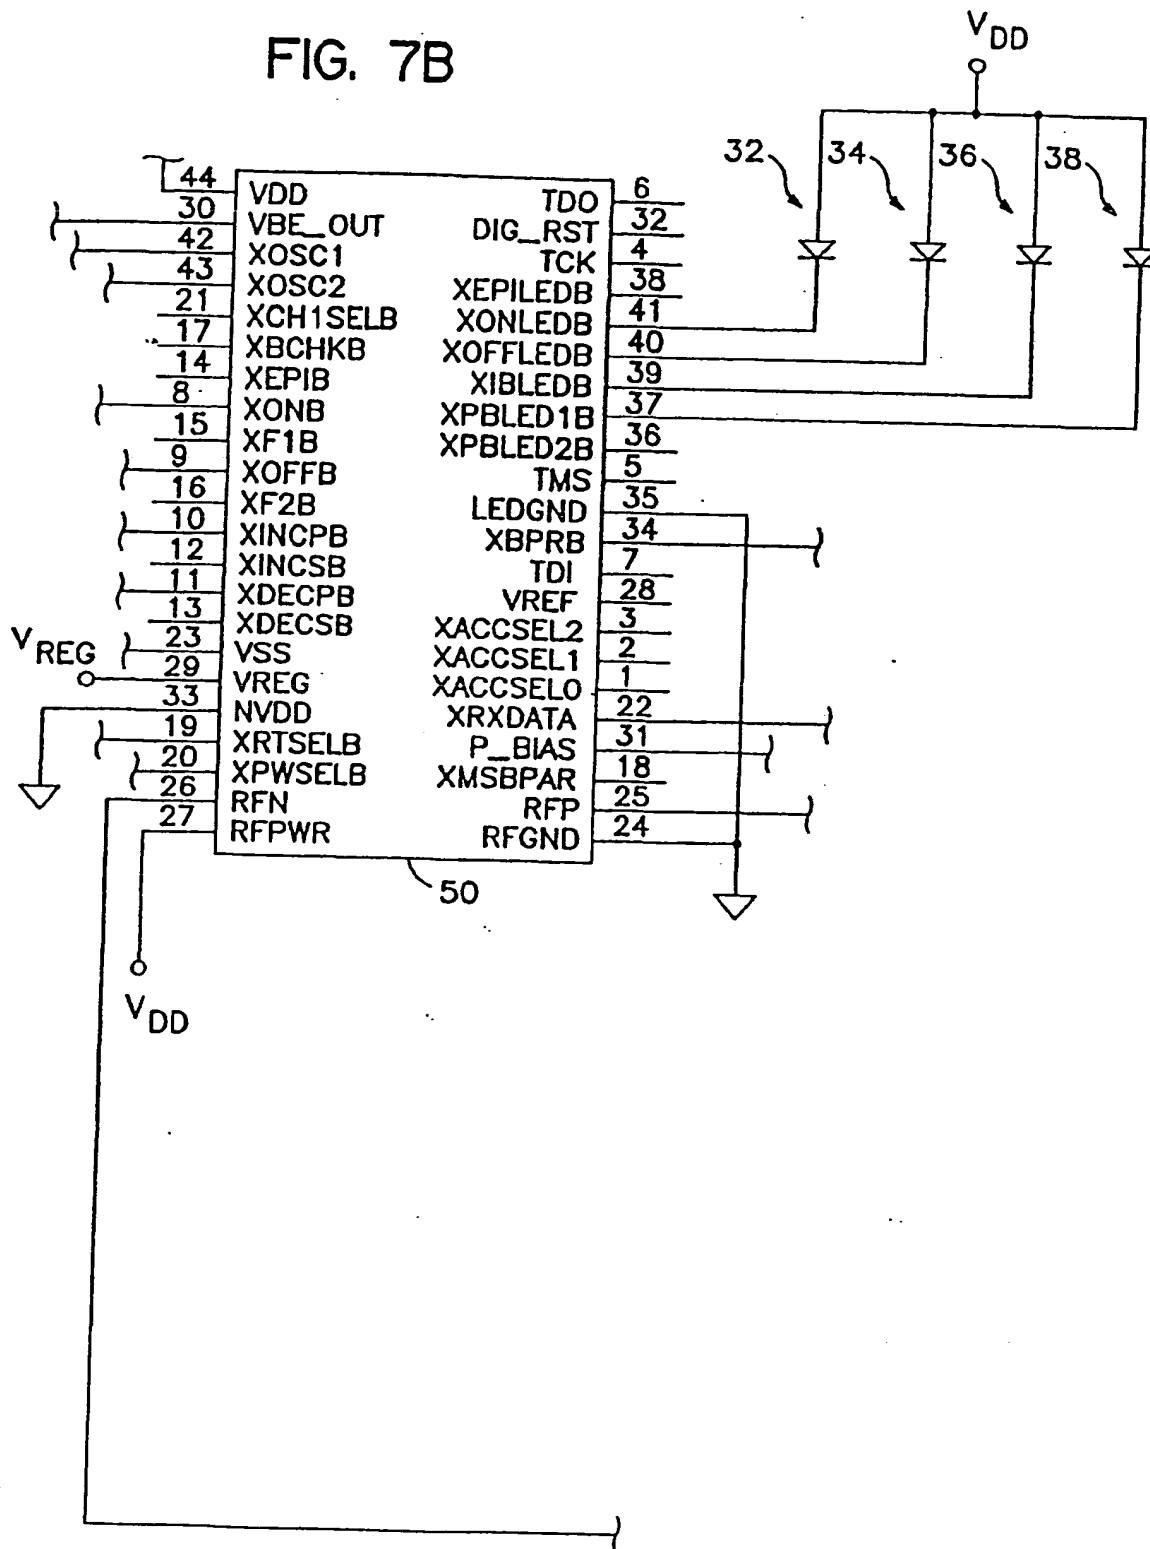 FIG. 7B
V DD
32 34 36 38
44 VDD
30 VBE_OUT
42 XOSC1
43 XOSC2
21 XCH1SELB
17 XBCHKB
14 XEPIB
8 XONB
15 XF1B
9 XOFFB
16 XF2B
10 XINCPB
12 XINCSB
11 XDECPB
13 XDECSB
23 VSS
V REG
29 VREG
33 NVDD
19 XRTSELB
20 XPWSELB
26 RFN
27 RFPWR
TDO 6
DIG_RST 32
TCK 4
XEPILEDB 38
XONLEDB 41
XOFFLEDB 40
XIBLEDB 39
XPBLED1B 37
XPBLED2B 36
TMS 5
LEDGND 35
XBPRB 34
TDI 7
VREF 28
XACCSEL2 3
XACCSEL1 2
XACCSEL0 1
XRXDATA 22
P_BIAS 31
XMSBPAR 18
RFP 25
RFGND 24
50
V DD